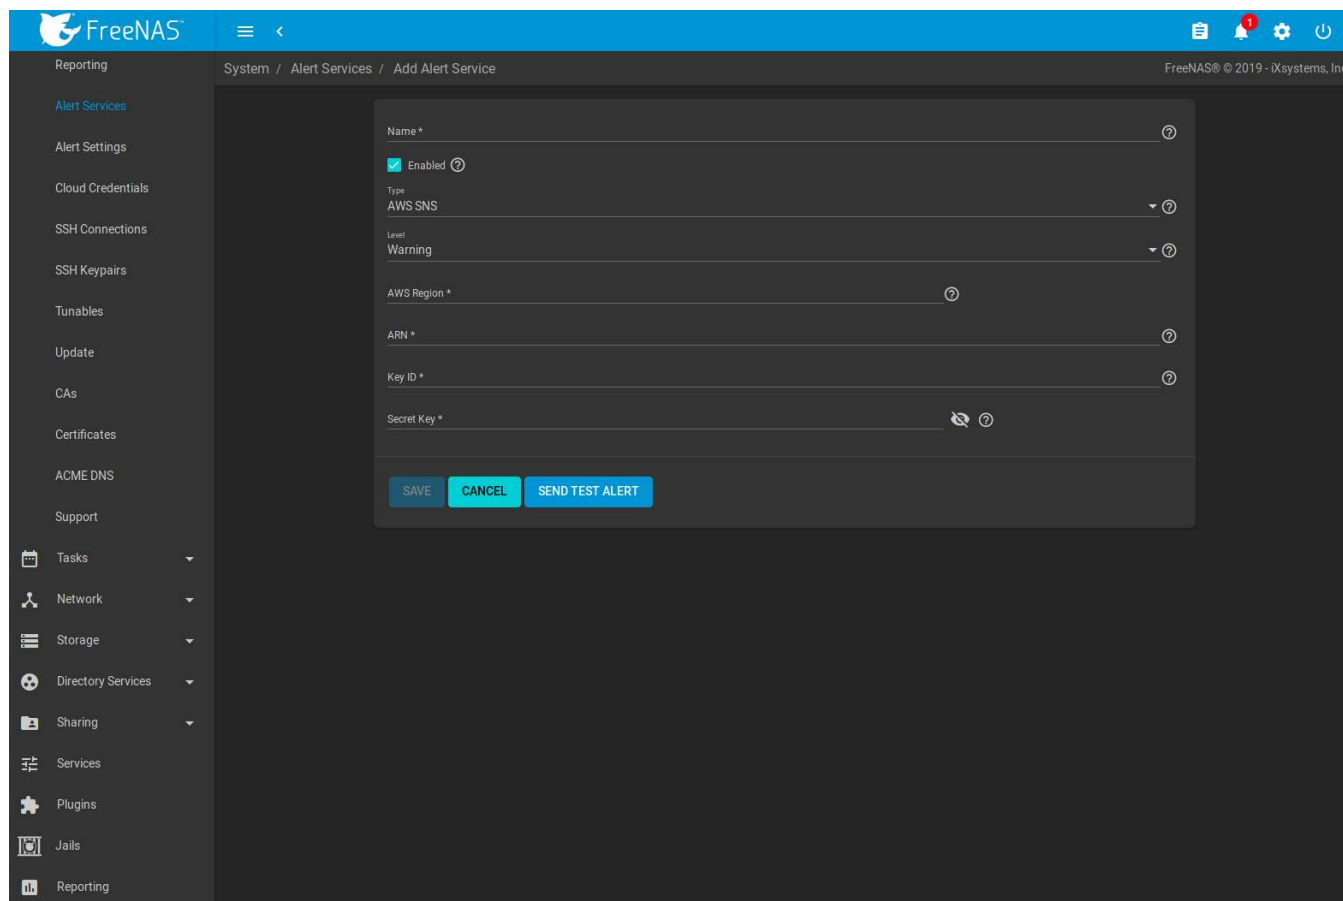 FreeNAS™
1
System / Alert Services / Add Alert Service
FreeNAS® © 2019 - iXsystems, Inc
Reporting
Alert Services
Alert Settings
Cloud Credentials
SSH Connections
SSH Keypairs
Tunables
Update
CAs
Certificates
ACME DNS
Support
Tasks
Network
Storage
Directory Services
Sharing
Services
Plugins
Jails
Reporting
Name *
Enabled
Type
AWS SNS
Level
Warning
AWS Region *
ARN *
Key ID *
Secret Key *
SAVE
CANCEL
SEND TEST ALERT